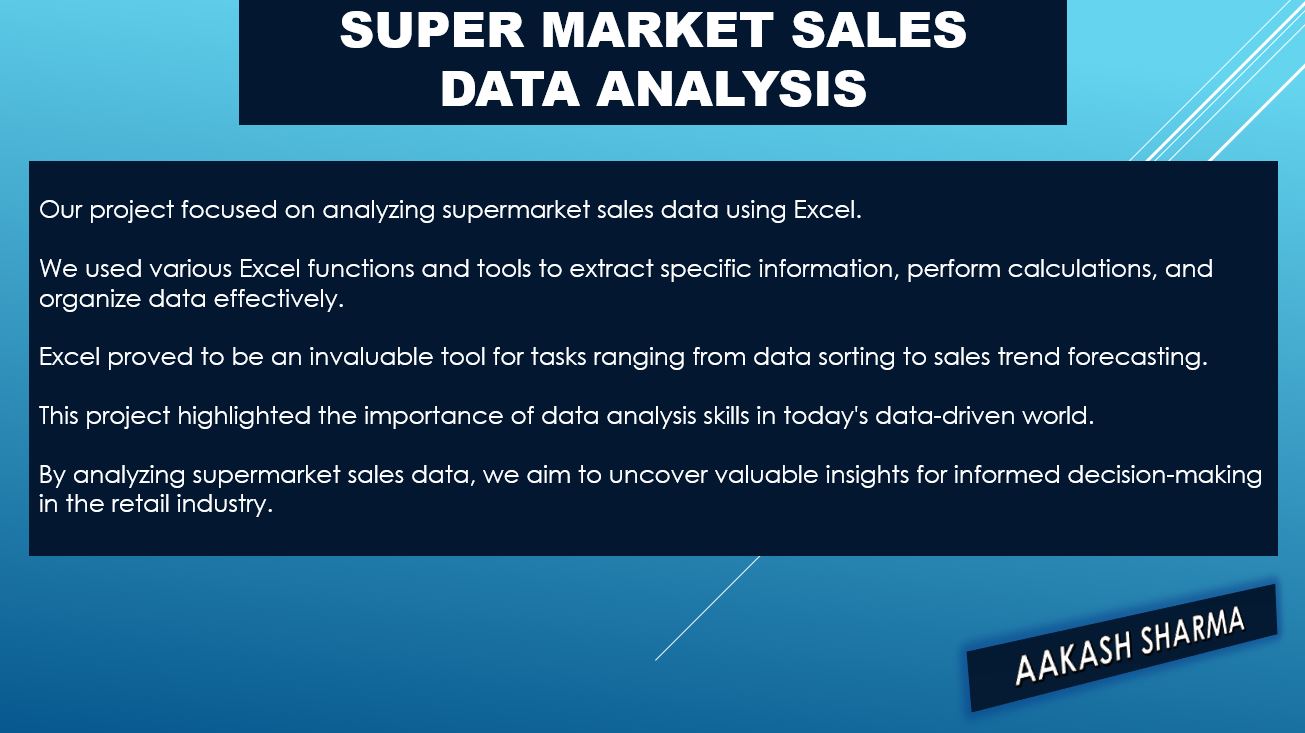 SUPER MARKET SALES
DATA ANALYSIS
Our project focused on analyzing supermarket sales data using Excel.
We used various Excel functions and tools to extract specific information, perform calculations, and
organize data effectively.
Excel proved to be an invaluable tool for tasks ranging from data sorting to sales trend forecasting.
This project highlighted the importance of data analysis skills in today's data-driven world.
By analyzing supermarket sales data, we aim to uncover valuable insights for informed decision-making
in the retail industry.
AAKASH SHARMA